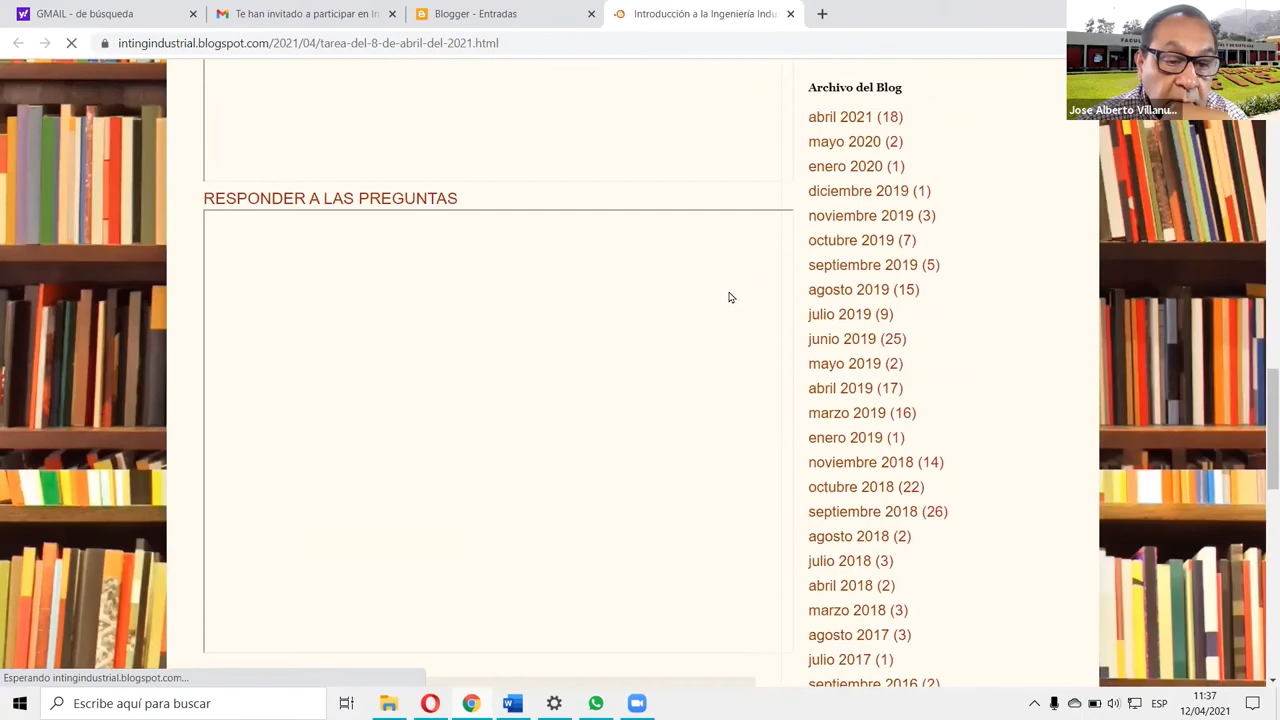 GMAIL - de búsqueda
Te han invitado a participar en In
Blogger - Entradas
Introducción a la Ingeniería Indu
intingindustrial.blogspot.com/2021/04/tarea-del-8-de-abril-del-2021.html
Jose Alberto Villanu...
RESPONDER A LAS PREGUNTAS
Archivo del Blog
abril 2021 (18)
mayo 2020 (2)
enero 2020 (1)
diciembre 2019 (1)
noviembre 2019 (3)
octubre 2019 (7)
septiembre 2019 (5)
agosto 2019 (15)
julio 2019 (9)
junio 2019 (25)
mayo 2019 (2)
abril 2019 (17)
marzo 2019 (16)
enero 2019 (1)
noviembre 2018 (14)
octubre 2018 (22)
septiembre 2018 (26)
agosto 2018 (2)
julio 2018 (3)
abril 2018 (2)
marzo 2018 (3)
agosto 2017 (3)
julio 2017 (1)
septiembre 2016 (2)
Esperando intingindustrial.blogspot.com...
Escribe aquí para buscar
ESP
11:37
12/04/2021